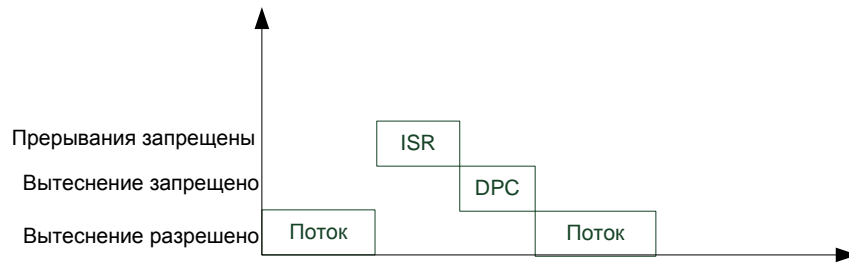 Прерывания запрещены
ISR
Вытеснение запрещено
DPC
Вытеснение разрешено
Поток
Поток